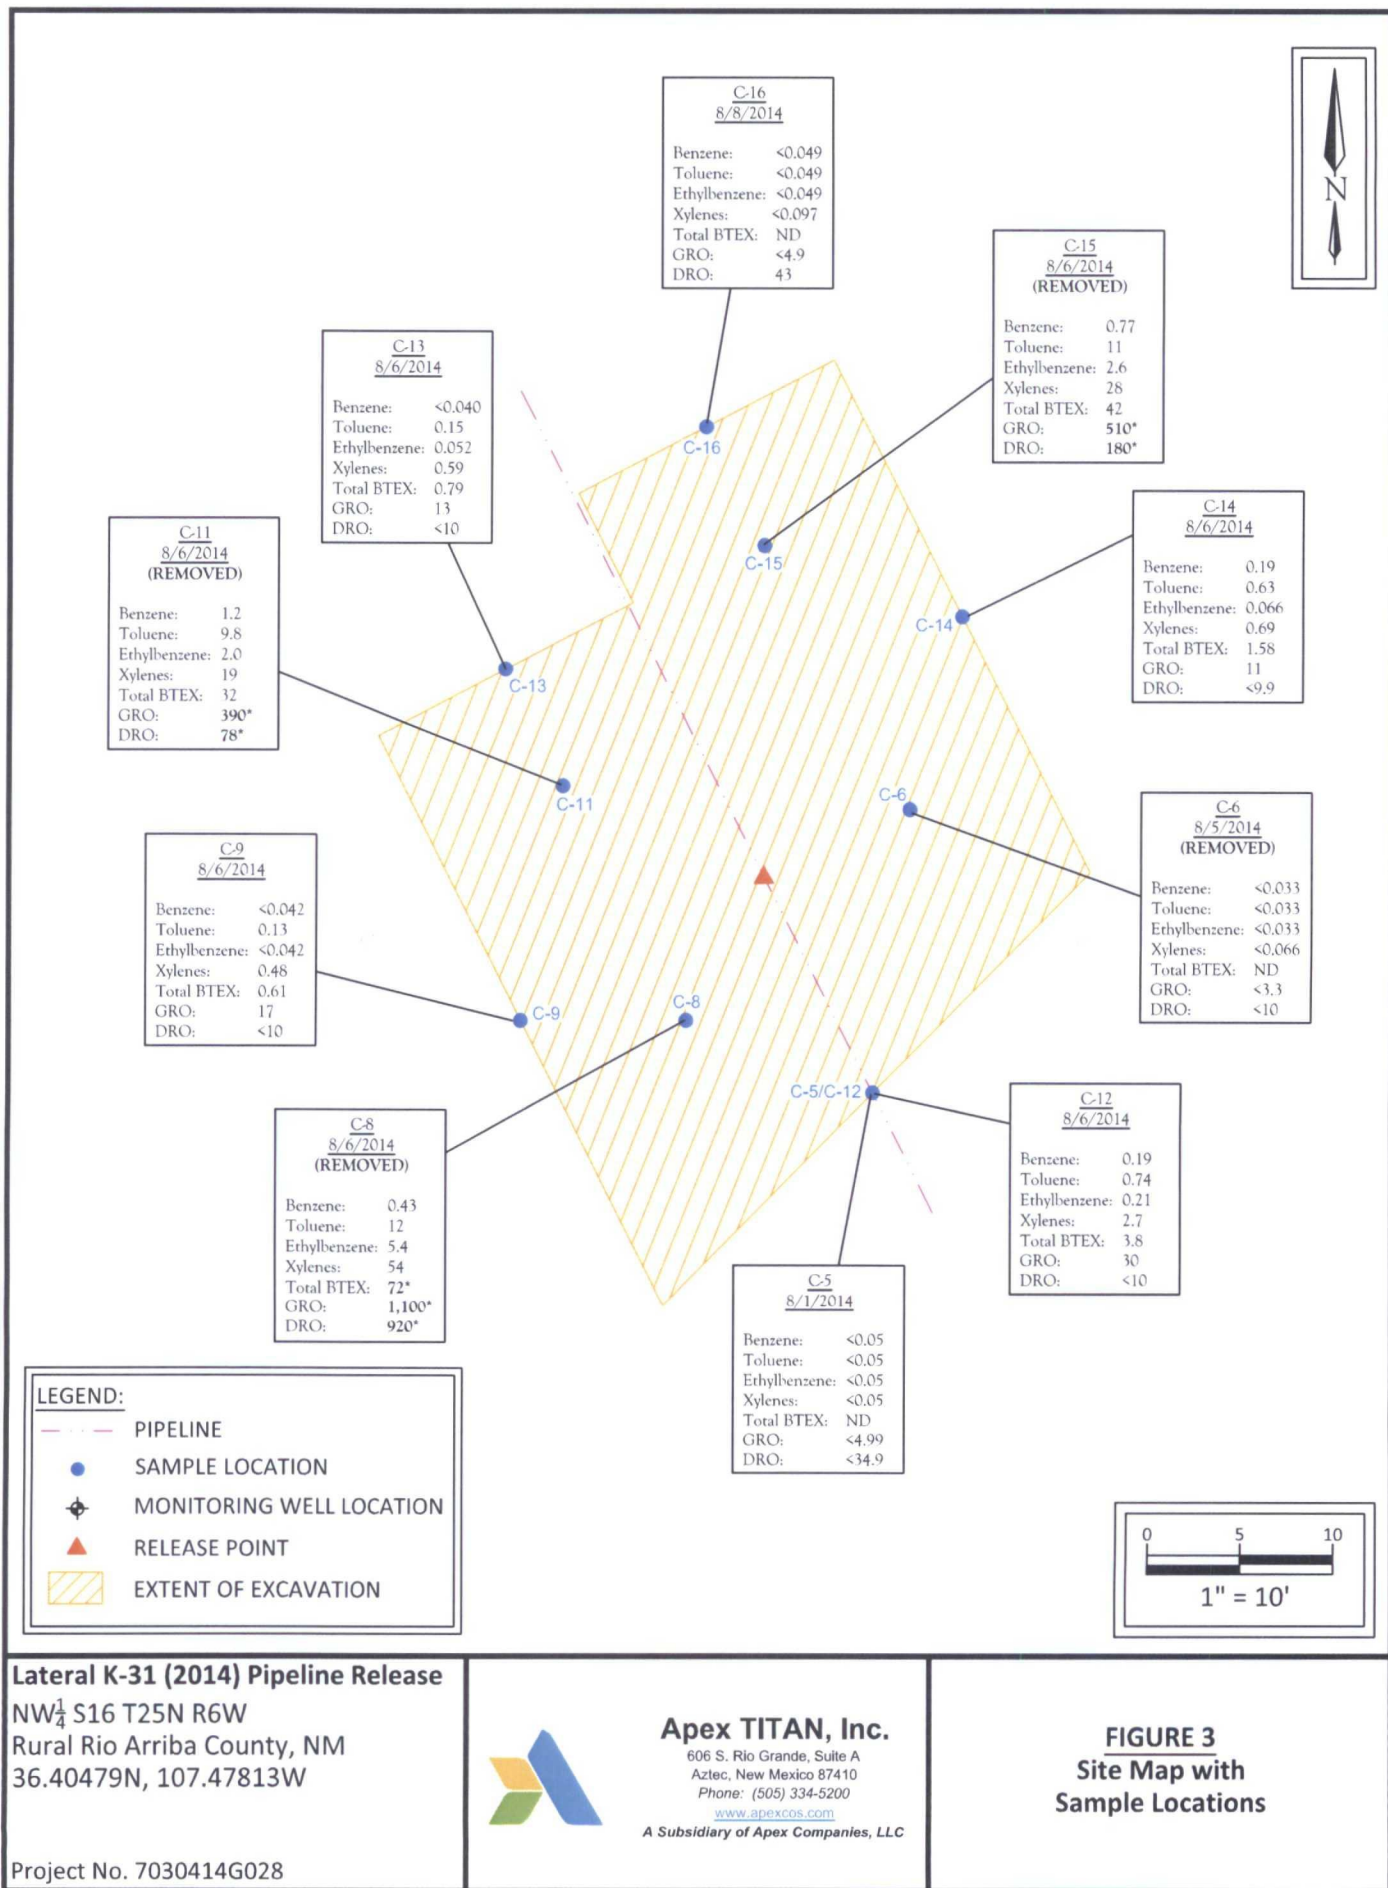 C-16
8/8/2014
Benzene: <0.049
Toluene: <0.049
Ethylbenzene: <0.049
Xylenes: <0.097
Total BTEX: ND
GRO: <4.9
DRO: 43
N
C-15
8/6/2014
(REMOVED)
Benzene: 0.77
Toluene: 11
Ethylbenzene: 2.6
Xylenes: 28
Total BTEX: 42
GRO: 510*
DRO: 180*
C-13
8/6/2014
Benzene: <0.040
Toluene: 0.15
Ethylbenzene: 0.052
Xylenes: 0.59
Total BTEX: 0.79
GRO: 13
DRO: <10
C-14
8/6/2014
Benzene: 0.19
Toluene: 0.63
Ethylbenzene: 0.066
Xylenes: 0.69
Total BTEX: 1.58
GRO: 11
DRO: <9.9
C-11
8/6/2014
(REMOVED)
Benzene: 1.2
Toluene: 9.8
Ethylbenzene: 2.0
Xylenes: 19
Total BTEX: 32
GRO: 390*
DRO: 78*
C-16
C-15
C-14
C-13
C-11
C-6
C-9
C-8
C-5/C-12
C-6
8/5/2014
(REMOVED)
Benzene: <0.033
Toluene: <0.033
Ethylbenzene: <0.033
Xylenes: <0.066
Total BTEX: ND
GRO: <3.3
DRO: <10
C-9
8/6/2014
Benzene: <0.042
Toluene: 0.13
Ethylbenzene: <0.042
Xylenes: 0.48
Total BTEX: 0.61
GRO: 17
DRO: <10
C-12
8/6/2014
Benzene: 0.19
Toluene: 0.74
Ethylbenzene: 0.21
Xylenes: 2.7
Total BTEX: 3.8
GRO: 30
DRO: <10
C-8
8/6/2014
(REMOVED)
Benzene: 0.43
Toluene: 12
Ethylbenzene: 5.4
Xylenes: 54
Total BTEX: 72*
GRO: 1,100*
DRO: 920*
C-5
8/1/2014
Benzene: <0.05
Toluene: <0.05
Ethylbenzene: <0.05
Xylenes: <0.05
Total BTEX: ND
GRO: <4.99
DRO: <34.9
LEGEND:
PIPELINE
SAMPLE LOCATION
MONITORING WELL LOCATION
RELEASE POINT
EXTENT OF EXCAVATION
0 5 10
1" = 10'
Lateral K-31 (2014) Pipeline Release
NW¼ S16 T25N R6W
Rural Rio Arriba County, NM
36.40479N, 107.47813W
Project No. 7030414G028
Apex TITAN, Inc.
606 S. Rio Grande, Suite A
Aztec, New Mexico 87410
Phone: (505) 334-5200
www.apexcos.com
A Subsidiary of Apex Companies, LLC
FIGURE 3
Site Map with
Sample Locations